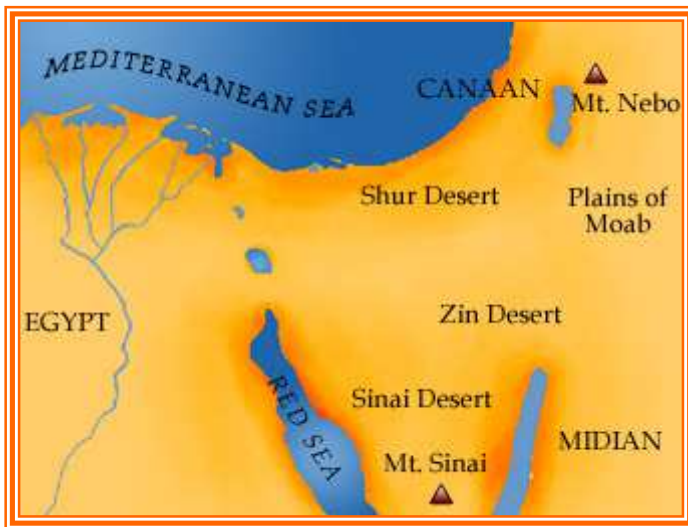 MEDITERRANEAN SEA
CANAAN
Mt. Nebo
Shur Desert
Plains of
Moab
EGYPT
Zin Desert
RED SEA
Sinai Desert
MIDIAN
Mt. Sinai